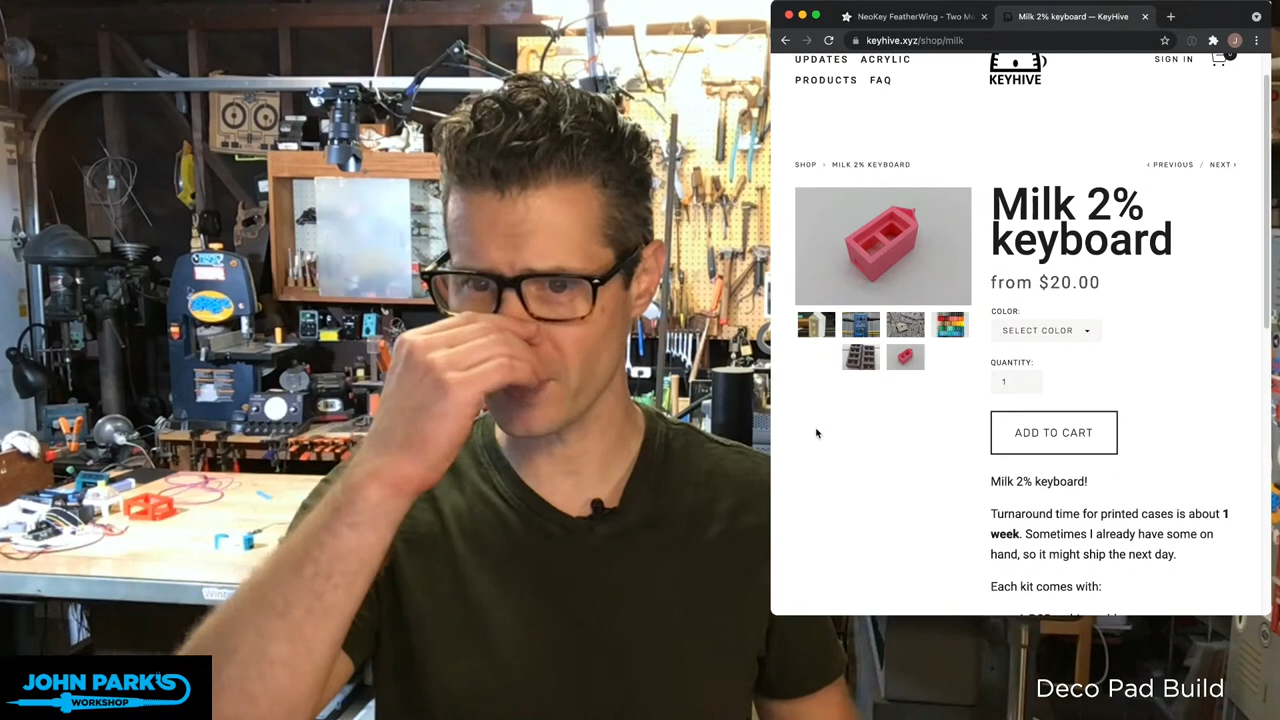 NeoKey FeatherWing - Two M
Milk 2% keyboard — KeyHive
keyhive.xyz/shop/milk
J
UPDATES ACRYLIC
PRODUCTS FAQ
KEYHIVE
SIGN IN
SHOP › MILK 2% KEYBOARD
‹ PREVIOUS / NEXT ›
Milk 2%
keyboard
from $20.00
COLOR:
SELECT COLOR
QUANTITY:
1
ADD TO CART
Milk 2% keyboard!
Turnaround time for printed cases is about 1
week. Sometimes I already have some on
hand, so it might ship the next day.
Each kit comes with:
JOHN PARK'S
WORKSHOP
Deco Pad Build